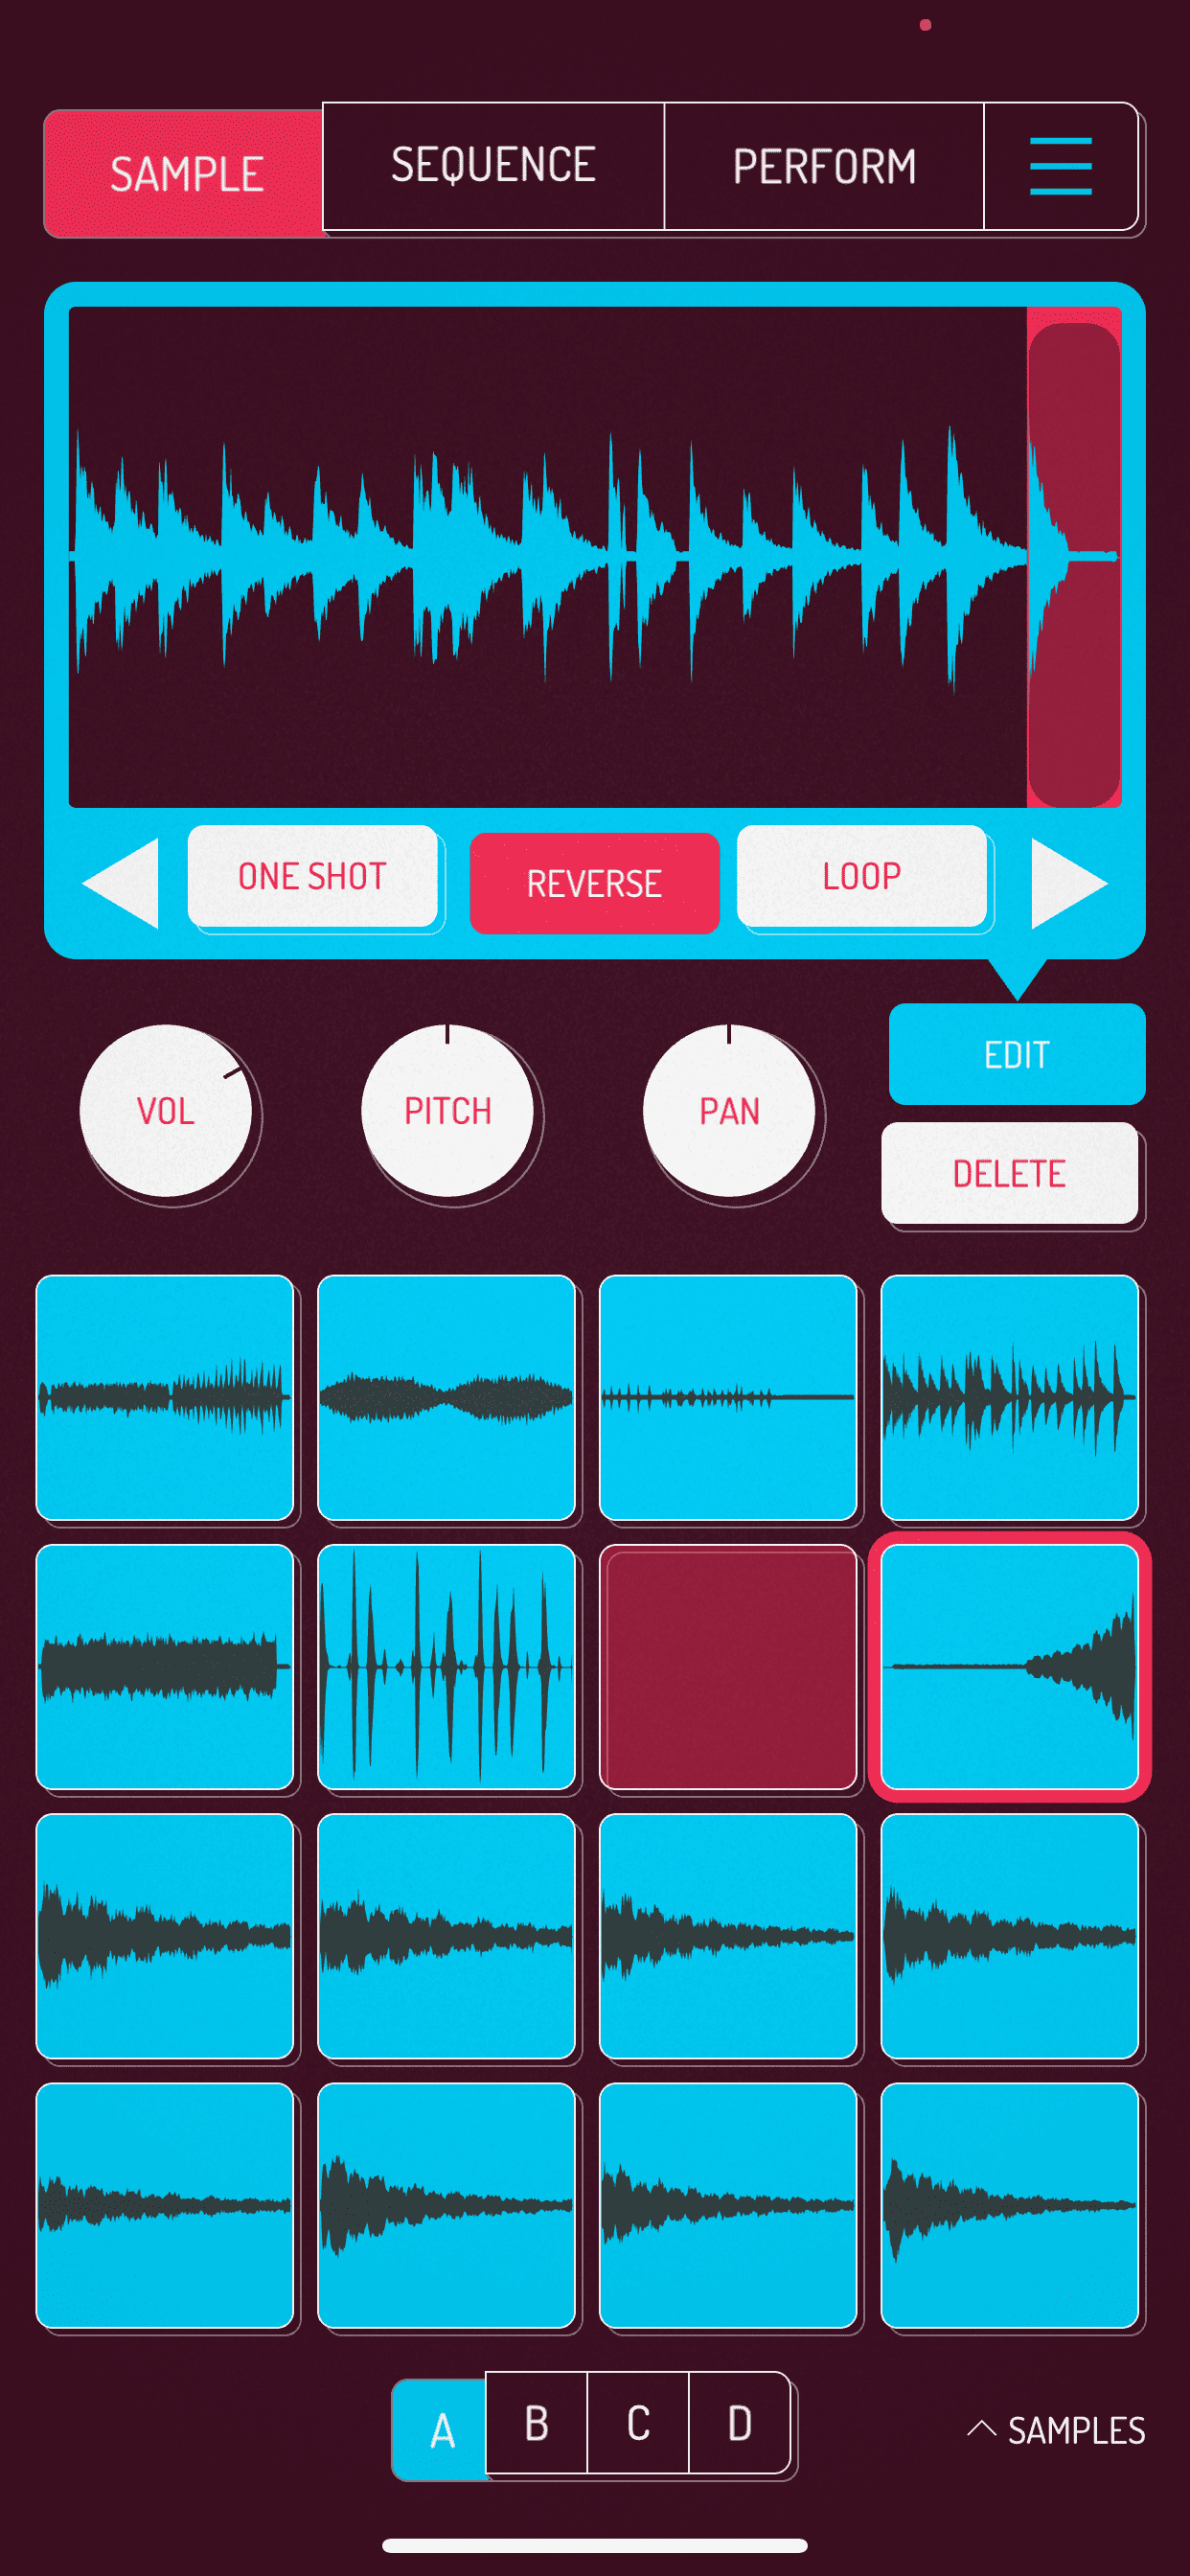 SAMPLE
SEQUENCE
PERFORM
ONE SHOT
REVERSE
LOOP
VOL
PITCH
PAN
EDIT
DELETE
A
B
C
D
SAMPLES